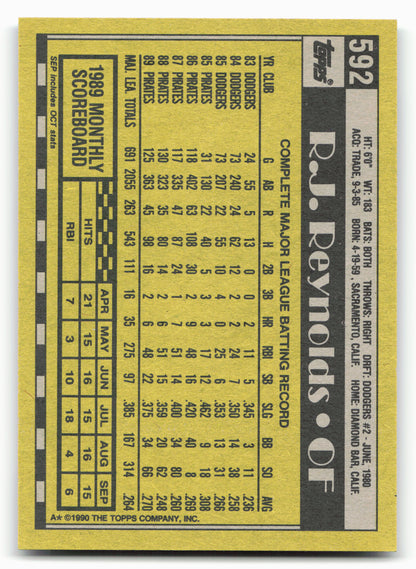 592
Topps
R.J. Reynolds • OF
HT: 6'0" WT: 183 BATS: BOTH THROWS: RIGHT DRFT: DODGERS #2 - JUNE, 1980
ACQ: TRADE, 9-3-85 BORN: 4-19-59, SACRAMENTO, CALIF. HOME: DIAMOND BAR, CALIF.
COMPLETE MAJOR LEAGUE BATTING RECORD
YR CLUB G AB R H 2B 3B HR RBI SB SLG BB SO AVG
83 DODGERS 24 55 5 13 0 0 2 11 5 .345 3 11 .236
84 DODGERS 73 240 24 62 12 2 2 24 7 .350 14 38 .258
85 DODGERS 73 207 22 55 10 4 0 25 6 .353 13 31 .266
85 PIRATES 31 130 22 40 5 3 3 17 12 .462 9 18 .308
86 PIRATES 118 402 63 108 30 2 9 48 16 .420 40 .269
87 PIRATES 117 335 47 87 24 1 7 51 14 .400 34 80 .260
88 PIRATES 130 323 35 80 14 2 6 51 15 20 .248
89 PIRATES 125 363 45 98 16 2 6 48 22 34 66 .270
MAJ. LEA. TOTALS 691 2055 263 543 111 16 35 275 97 .385 167 314 .264
1989 MONTHLY SCOREBOARD
APR MAY JUN JUL AUG SEP
HITS 21 15 13 18 16 15
RBI 7 3 10 18 4 6
SEP includes OCT stats
A* ©1990 THE TOPPS COMPANY, INC.